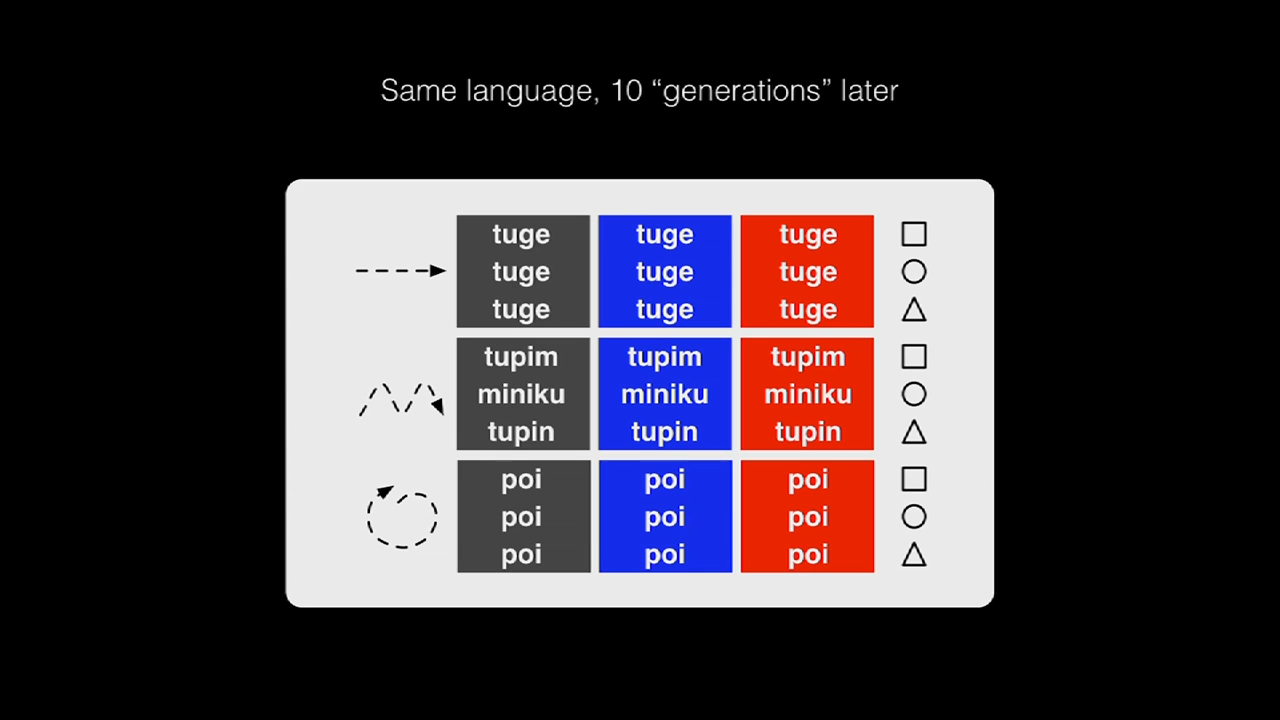 Same language, 10 “generations” later
tuge tuge tuge
tuge tuge tuge
tuge tuge tuge
tupim tupim tupim
miniku miniku miniku
tupin tupin tupin
poi poi poi
poi poi poi
poi poi poi